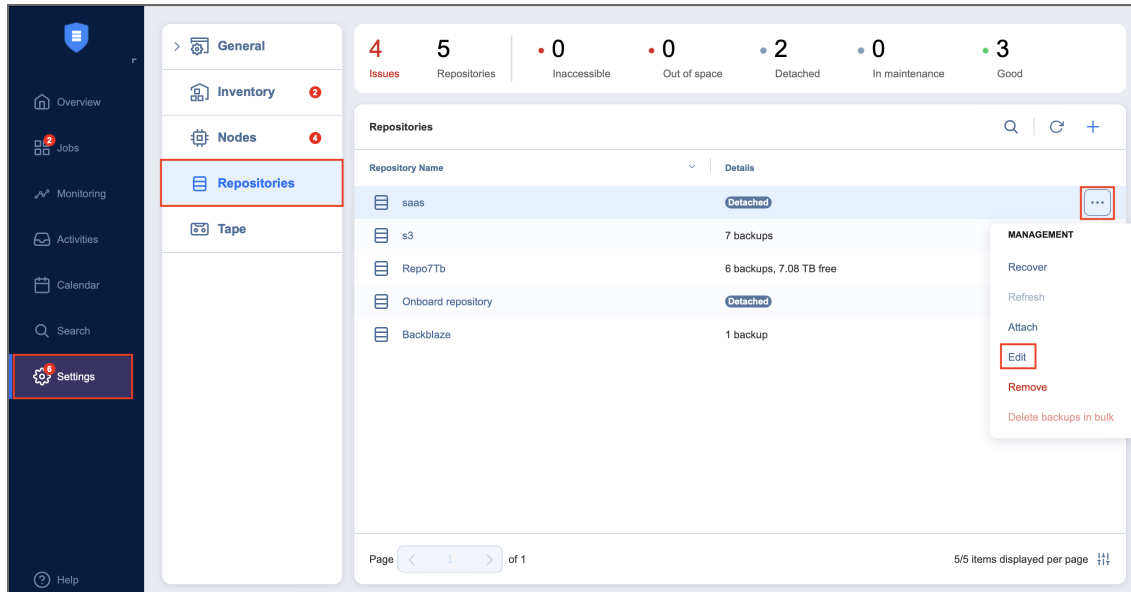 Overview
2
Jobs
Monitoring
Activities
Calendar
Search
6
Settings
Help
General
Inventory 2
Nodes 4
Repositories
Tape
4 5 0 0 2 0 3
Issues Repositories Inaccessible Out of space Detached In maintenance Good
Repositories
Repository Name Details
saas Detached
s3 7 backups
Repo7Tb 6 backups, 7.08 TB free
Onboard repository Detached
Backblaze 1 backup
MANAGEMENT
Recover
Refresh
Attach
Edit
Remove
Delete backups in bulk
Page 1 of 1 5/5 items displayed per page